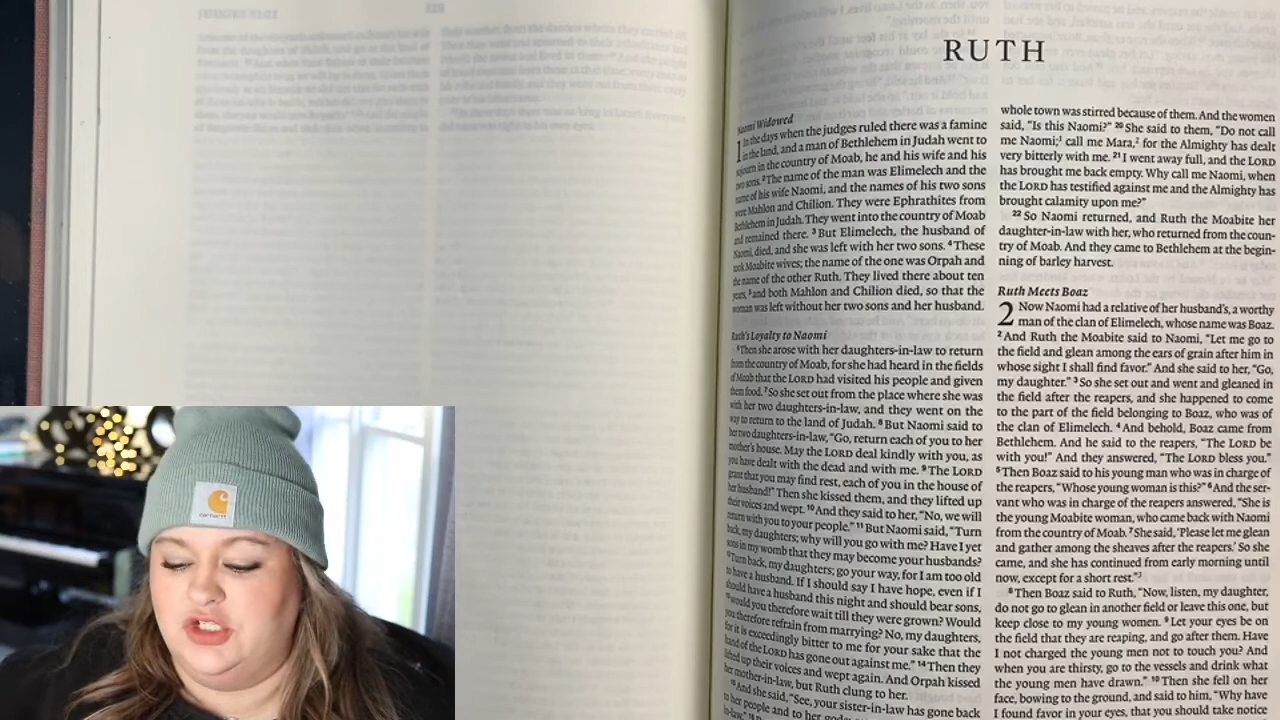 RUTH
Naomi Widowed
1 In the days when the judges ruled there was a famine
in the land, and a man of Bethlehem in Judah went to
sojourn in the country of Moab, he and his wife and his
two sons. 2 The name of the man was Elimelech and the
name of his wife Naomi, and the names of his two sons
were Mahlon and Chilion. They were Ephrathites from
Bethlehem in Judah. They went into the country of Moab
and remained there. 3 But Elimelech, the husband of
Naomi, died, and she was left with her two sons. 4 These
took Moabite wives; the name of the one was Orpah and
the name of the other Ruth. They lived there about ten
years, 5 and both Mahlon and Chilion died, so that the
woman was left without her two sons and her husband.
Ruth's Loyalty to Naomi
6 Then she arose with her daughters-in-law to return
from the country of Moab, for she had heard in the fields
of Moab that the LORD had visited his people and given
them food. 7 So she set out from the place where she was
with her two daughters-in-law, and they went on the
way to return to the land of Judah. 8 But Naomi said to
her two daughters-in-law, “Go, return each of you to her
mother's house. May the LORD deal kindly with you, as
you have dealt with the dead and with me. 9 The LORD
grant that you may find rest, each of you in the house of
her husband!” Then she kissed them, and they lifted up
their voices and wept. 10 And they said to her, “No, we will
return with you to your people.” 11 But Naomi said, “Turn
back, my daughters; why will you go with me? Have I yet
sons in my womb that they may become your husbands?
12 Turn back, my daughters; go your way, for I am too old
to have a husband. If I should say I have hope, even if I
should have a husband this night and should bear sons,
13 would you therefore wait till they were grown? Would
you therefore refrain from marrying? No, my daughters,
for it is exceedingly bitter to me for your sake that the
hand of the LORD has gone out against me.” 14 Then they
lifted up their voices and wept again. And Orpah kissed
her mother-in-law, but Ruth clung to her.
15 And she said, “See, your sister-in-law has gone back
to her people and to her gods
whole town was stirred because of them. And the women
said, “Is this Naomi?” 20 She said to them, “Do not call
me Naomi;1 call me Mara,2 for the Almighty has dealt
very bitterly with me. 21 I went away full, and the LORD
has brought me back empty. Why call me Naomi, when
the LORD has testified against me and the Almighty has
brought calamity upon me?”
22 So Naomi returned, and Ruth the Moabite her
daughter-in-law with her, who returned from the coun-
try of Moab. And they came to Bethlehem at the begin-
ning of barley harvest.
Ruth Meets Boaz
2 Now Naomi had a relative of her husband's, a worthy
man of the clan of Elimelech, whose name was Boaz.
2 And Ruth the Moabite said to Naomi, “Let me go to
the field and glean among the ears of grain after him in
whose sight I shall find favor.” And she said to her, “Go,
my daughter.” 3 So she set out and went and gleaned in
the field after the reapers, and she happened to come
to the part of the field belonging to Boaz, who was of
the clan of Elimelech. 4 And behold, Boaz came from
Bethlehem. And he said to the reapers, “The LORD be
with you!” And they answered, “The LORD bless you.”
5 Then Boaz said to his young man who was in charge of
the reapers, “Whose young woman is this?” 6 And the ser-
vant who was in charge of the reapers answered, “She is
the young Moabite woman, who came back with Naomi
from the country of Moab. 7 She said, ‘Please let me glean
and gather among the sheaves after the reapers.’ So she
came, and she has continued from early morning until
now, except for a short rest.”3
8 Then Boaz said to Ruth, “Now, listen, my daughter,
do not go to glean in another field or leave this one, but
keep close to my young women. 9 Let your eyes be on
the field that they are reaping, and go after them. Have
I not charged the young men not to touch you? And
when you are thirsty, go to the vessels and drink what
the young men have drawn.” 10 Then she fell on her
face, bowing to the ground, and said to him, “Why have
I found favor in your eyes, that you should take notice
carhartt